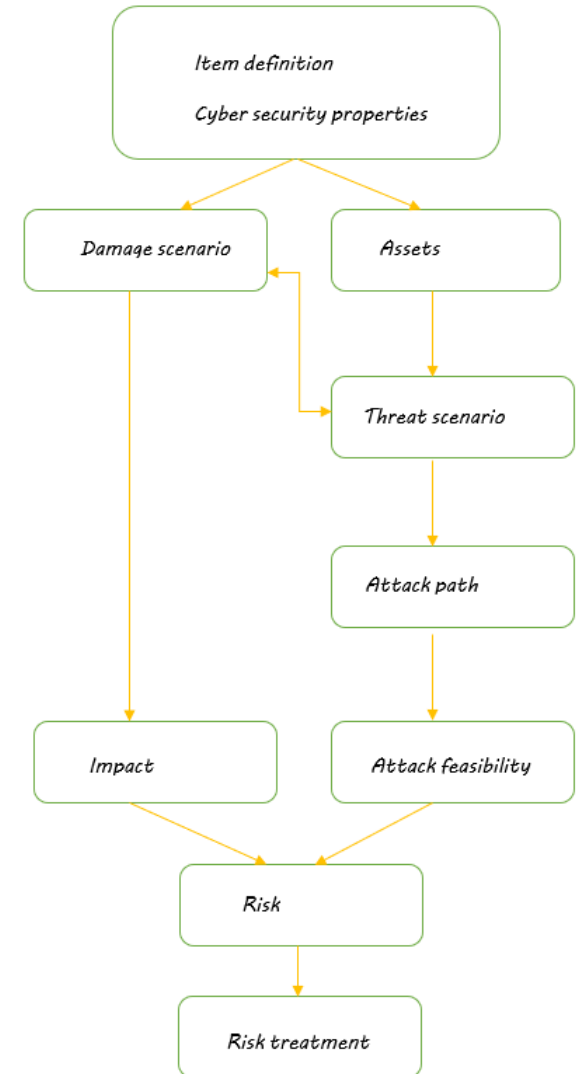 Item definition
Cyber security properties
Damage scenario
Assets
Threat scenario
Attack path
Impact
Attack feasibility
Risk
Risk treatment